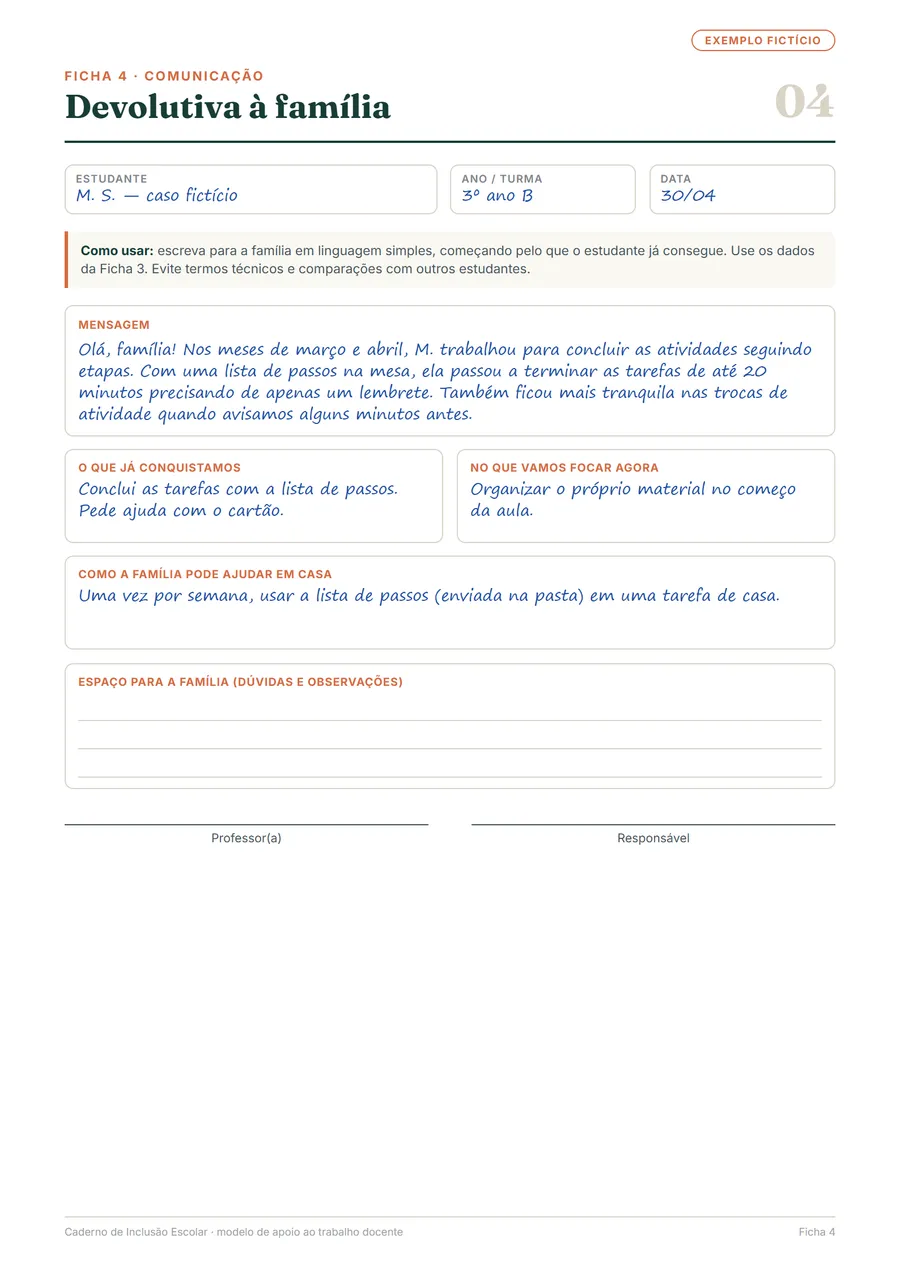 EXEMPLO FICTÍCIO
FICHA 4 · COMUNICAÇÃO
Devolutiva à família
04
ESTUDANTE
M. S. — caso fictício
ANO / TURMA
3º ano B
DATA
30/04
Como usar: escreva para a família em linguagem simples, começando pelo que o estudante já consegue. Use os dados
da Ficha 3. Evite termos técnicos e comparações com outros estudantes.
MENSAGEM
Olá, família! Nos meses de março e abril, M. trabalhou para concluir as atividades seguindo
etapas. Com uma lista de passos na mesa, ela passou a terminar as tarefas de até 20
minutos precisando de apenas um lembrete. Também ficou mais tranquila nas trocas de
atividade quando avisamos alguns minutos antes.
O QUE JÁ CONQUISTAMOS
Conclui as tarefas com a lista de passos.
Pede ajuda com o cartão.
NO QUE VAMOS FOCAR AGORA
Organizar o próprio material no começo
da aula.
COMO A FAMÍLIA PODE AJUDAR EM CASA
Uma vez por semana, usar a lista de passos (enviada na pasta) em uma tarefa de casa.
ESPAÇO PARA A FAMÍLIA (DÚVIDAS E OBSERVAÇÕES)
Professor(a)
Responsável
Caderno de Inclusão Escolar · modelo de apoio ao trabalho docente
Ficha 4